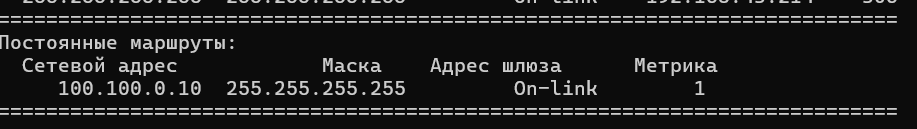 ===========================================================================
Постоянные маршруты:
Сетевой адрес Маска Адрес шлюза Метрика
100.100.0.10 255.255.255.255 On-link 1
===========================================================================